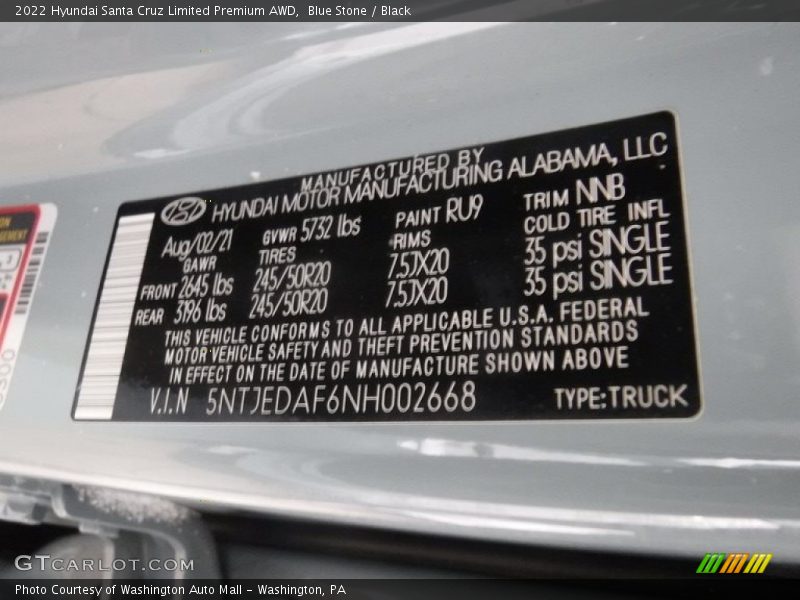 2022 Hyundai Santa Cruz Limited Premium AWD, Blue Stone / Black
MANUFACTURED BY
HYUNDAI MOTOR MANUFACTURING ALABAMA, LLC
Aug/02/21 GVWR 5732 lbs PAINT RU9 TRIM NNB
GAWR TIRES RIMS COLD TIRE INFL
FRONT 2645 lbs 245/50R20 7.5JX20 35 psi SINGLE
REAR 3196 lbs 245/50R20 7.5JX20 35 psi SINGLE
THIS VEHICLE CONFORMS TO ALL APPLICABLE U.S.A. FEDERAL
MOTOR VEHICLE SAFETY AND THEFT PREVENTION STANDARDS
IN EFFECT ON THE DATE OF MANUFACTURE SHOWN ABOVE
V.I.N 5NTJEDAF6NH002668 TYPE:TRUCK
GTCARLOT.COM
Photo Courtesy of Washington Auto Mall - Washington, PA